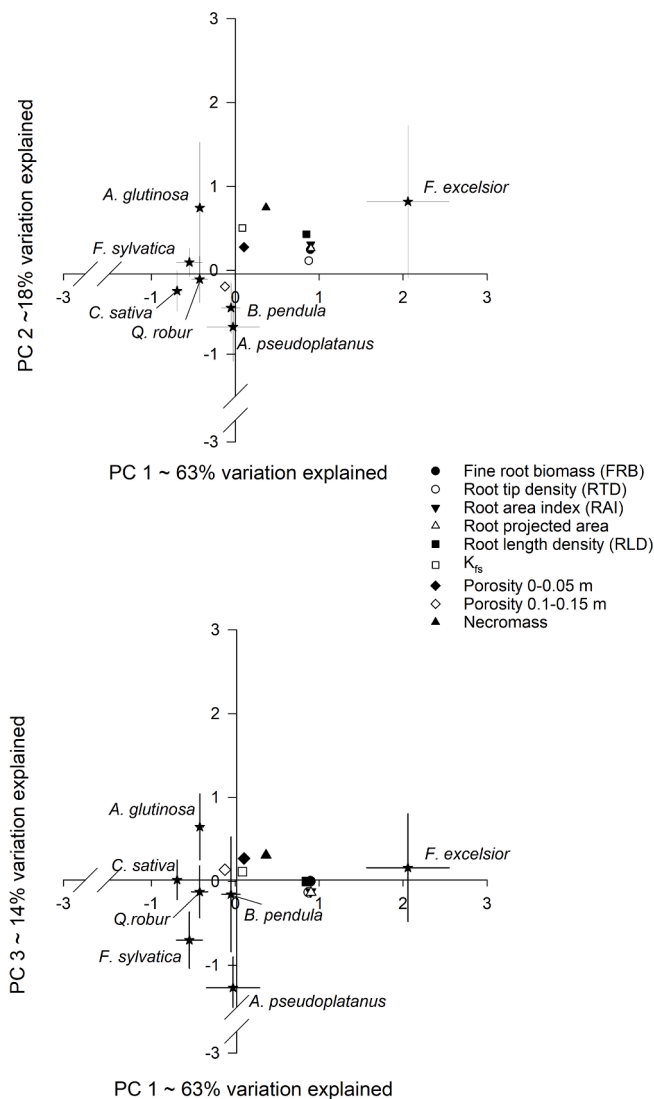 3
2
1
0
-1
-3
PC 2 ~18% variation explained
A. glutinosa
F. excelsior
F. sylvatica
-3 -1 0 1 2 3
C. sativa
Q. robur
B. pendula
A. pseudoplatanus
PC 1 ~ 63% variation explained
Fine root biomass (FRB)
Root tip density (RTD)
Root area index (RAI)
Root projected area
Root length density (RLD)
Kfs
Porosity 0-0.05 m
Porosity 0.1-0.15 m
Necromass
3
2
1
0
-1
-3
PC 3 ~ 14% variation explained
A. glutinosa
C. sativa
F. excelsior
-3 -1 0 1 2 3
Q.robur
B. pendula
F. sylvatica
A. pseudoplatanus
PC 1 ~ 63% variation explained